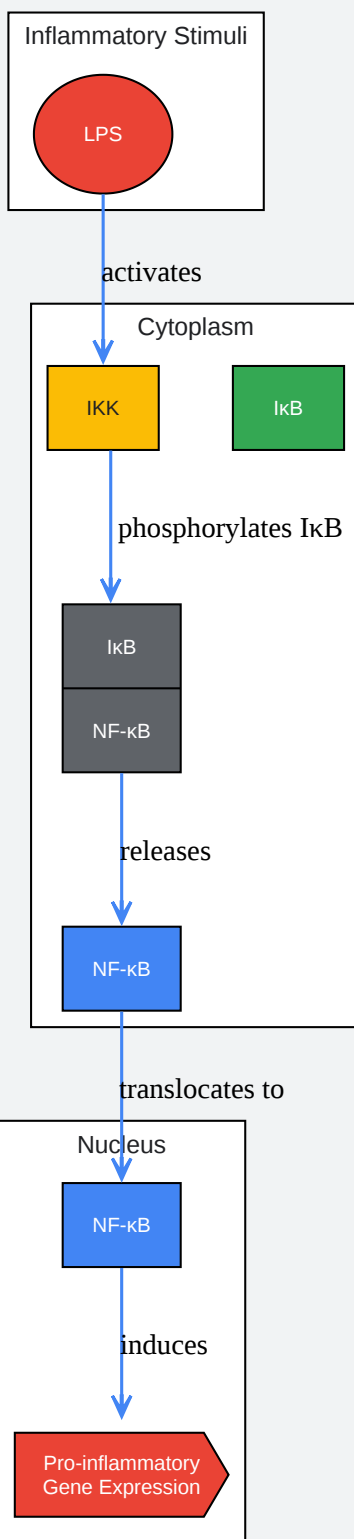 Inflammatory Stimuli
LPS
activates
Cytoplasm
IKK
IκB
phosphorylates IκB
IκB
NF-κB
releases
NF-κB
translocates to
Nucleus
NF-κB
induces
Pro-inflammatory
Gene Expression